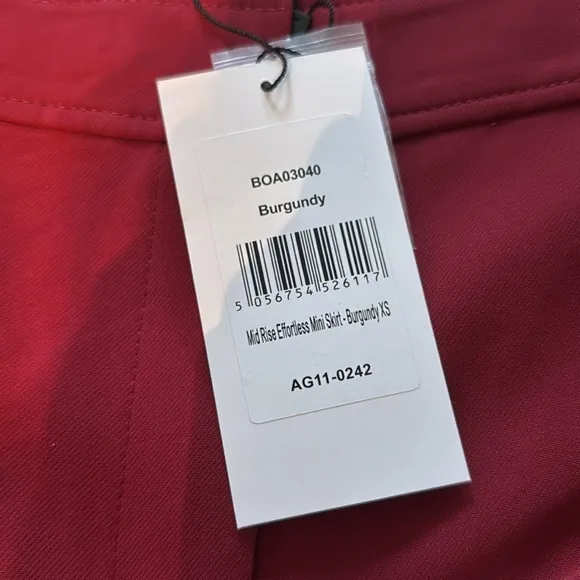 BOA03040
Burgundy
5 056754 526117
Mid Rise Effortless Mini Skirt - Burgundy XS
AG11-0242